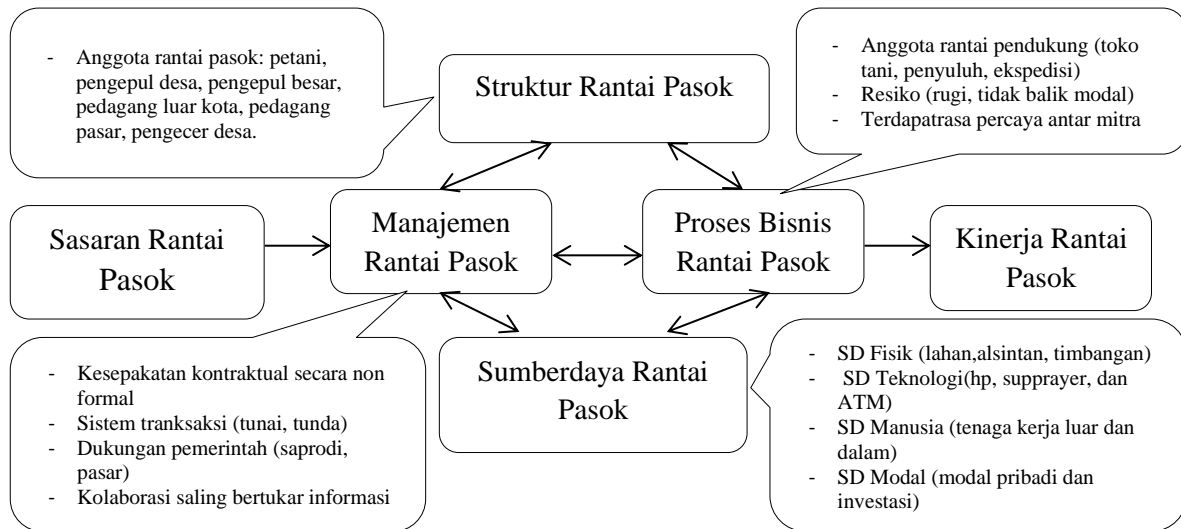 - Anggota rantai pasok: petani,
pengepul desa, pengepul besar,
pedagang luar kota, pedagang
pasar, pengecer desa.
Struktur Rantai Pasok
- Anggota rantai pendukung (toko
tani, penyuluh, ekspedisi)
- Resiko (rugi, tidak balik modal)
- Terdapatrasa percaya antar mitra
Sasaran Rantai
Pasok
Manajemen
Rantai Pasok
Proses Bisnis
Rantai Pasok
Kinerja Rantai
Pasok
- Kesepakatan kontraktual secara non
formal
- Sistem tranksaksi (tunai, tunda)
- Dukungan pemerintah (saprodi,
pasar)
- Kolaborasi saling bertukar informasi
Sumberdaya Rantai
Pasok
- SD Fisik (lahan,alsintan, timbangan)
- SD Teknologi(hp, supprayer, dan
ATM)
- SD Manusia (tenaga kerja luar dan
dalam)
- SD Modal (modal pribadi dan
investasi)